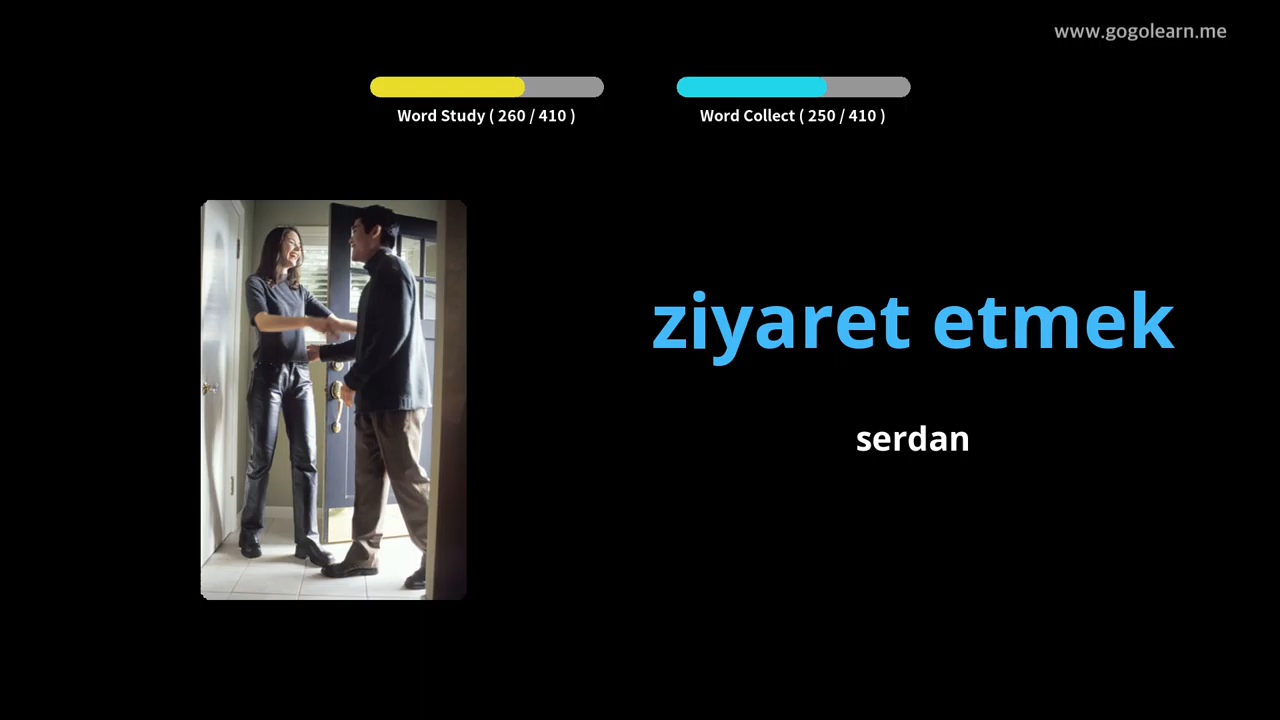 www.gogolearn.me
Word Study ( 260 / 410 )
Word Collect ( 250 / 410 )
ziyaret etmek
serdan